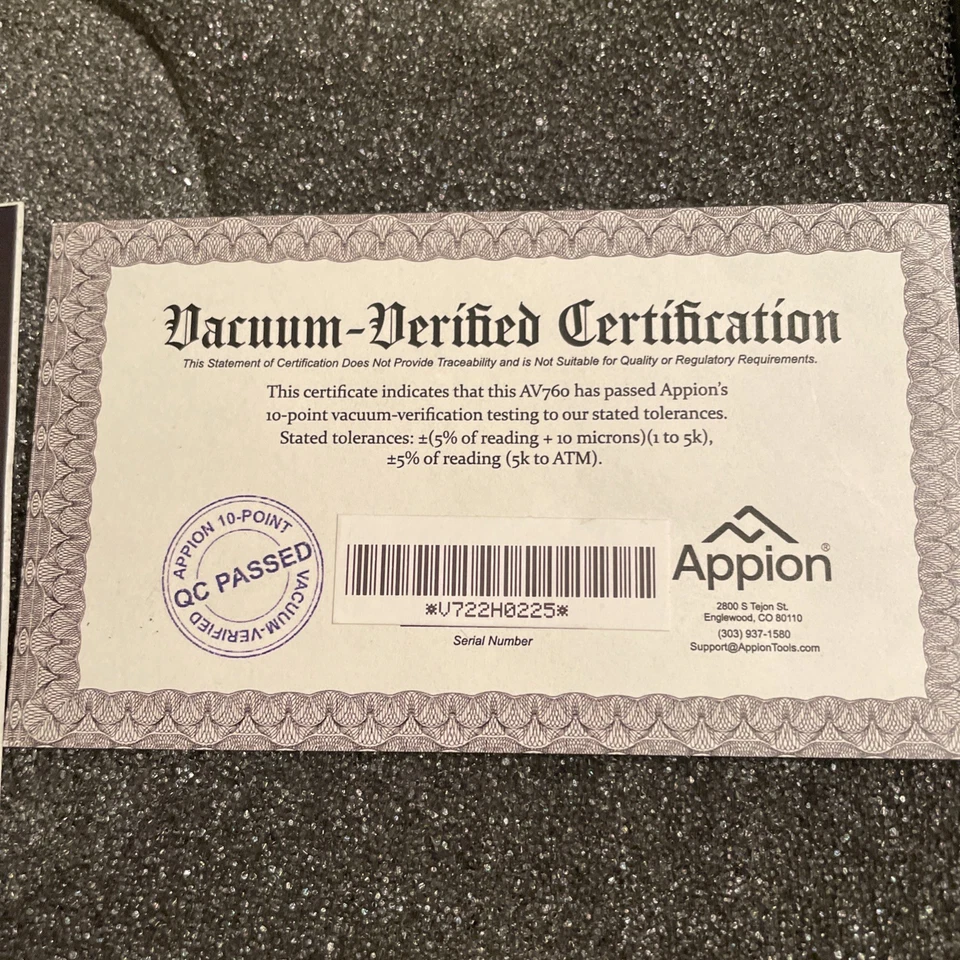 Vacuum-Verified Certification
This Statement of Certification Does Not Provide Traceability and is Not Suitable for Quality or Regulatory Requirements.
This certificate indicates that this AV760 has passed Appion's
10-point vacuum-verification testing to our stated tolerances.
Stated tolerances: ±(5% of reading + 10 microns)(1 to 5k),
±5% of reading (5k to ATM).
APPION 10-POINT
QC PASSED
VACUUM-VERIFIED
*V722H0225*
Serial Number
Appion®
2800 S Tejon St.
Englewood, CO 80110
(303) 937-1580
Support@AppionTools.com